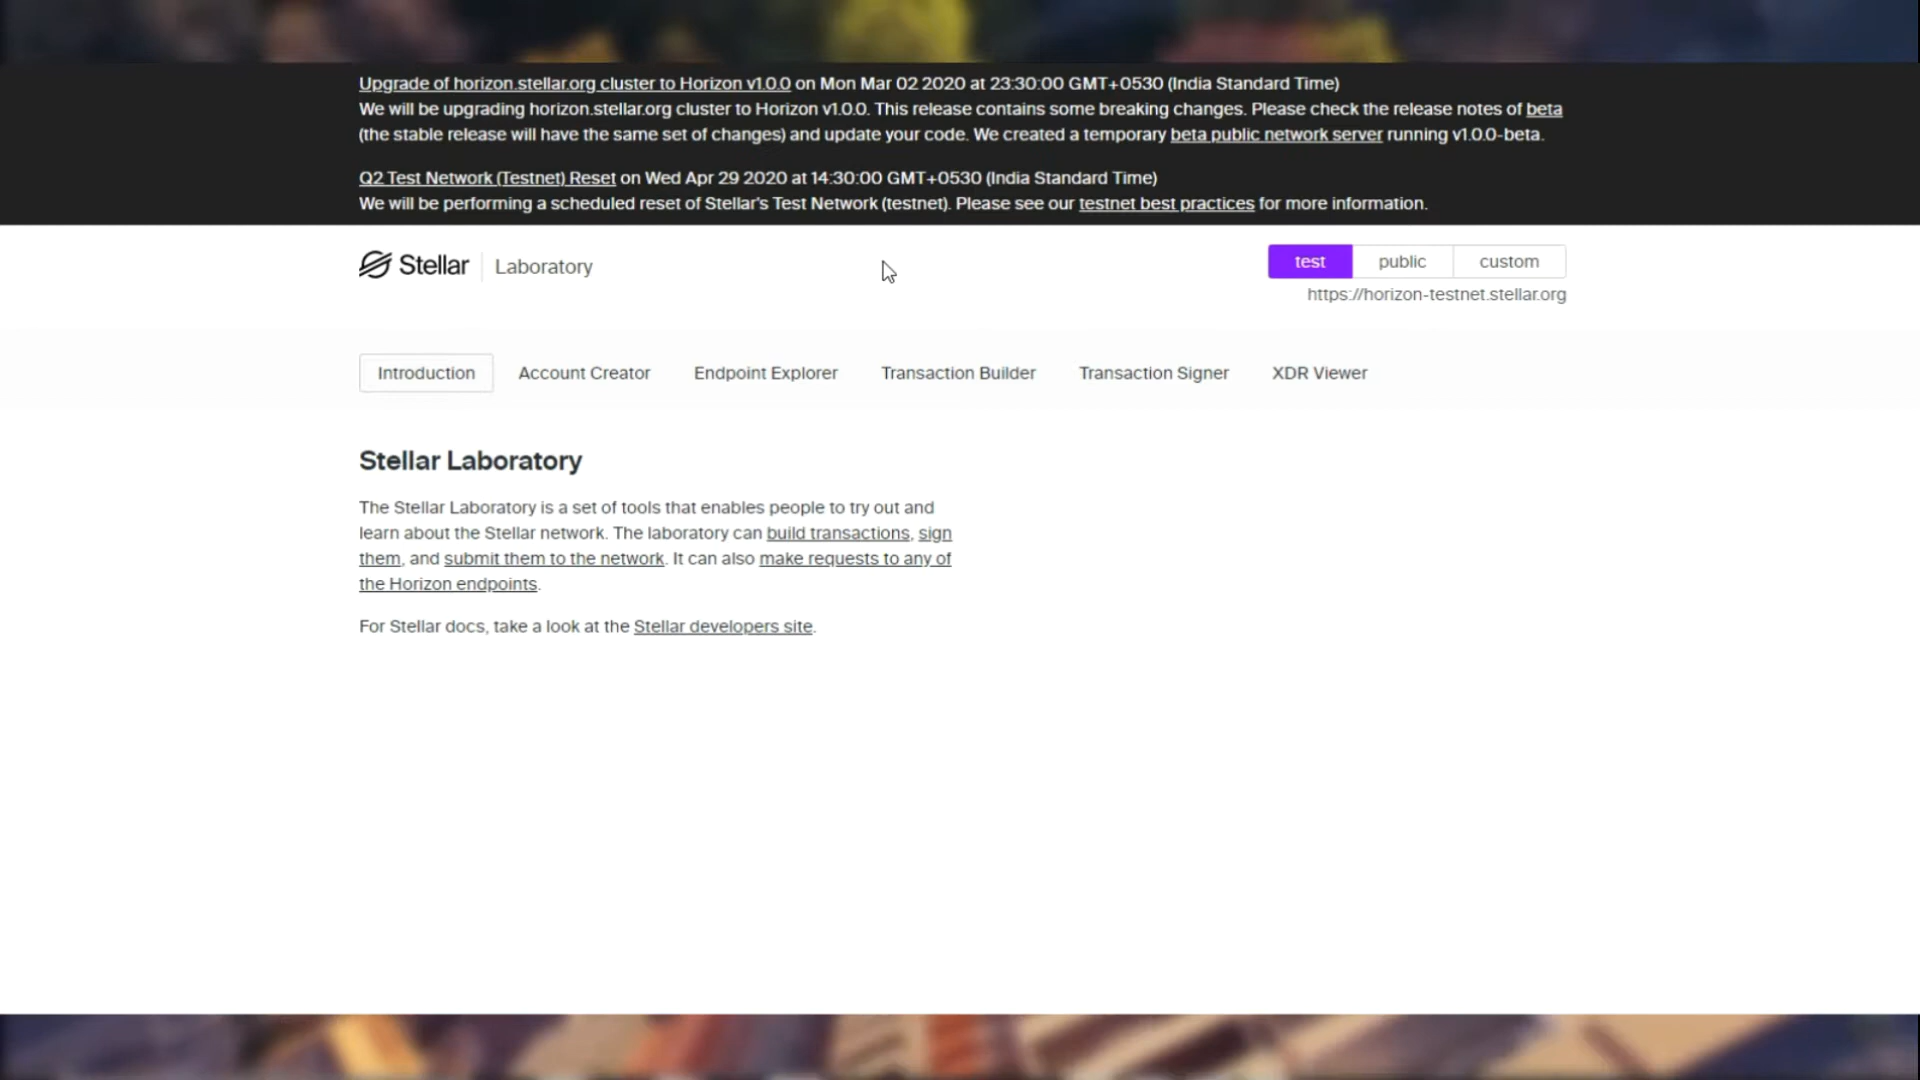 Upgrade of horizon.stellar.org cluster to Horizon v1.0.0 on Mon Mar 02 2020 at 23:30:00 GMT+0530 (India Standard Time)
We will be upgrading horizon.stellar.org cluster to Horizon v1.0.0. This release contains some breaking changes. Please check the release notes of beta
(the stable release will have the same set of changes) and update your code. We created a temporary beta public network server running v1.0.0-beta.
Q2 Test Network (Testnet) Reset on Wed Apr 29 2020 at 14:30:00 GMT+0530 (India Standard Time)
We will be performing a scheduled reset of Stellar's Test Network (testnet). Please see our testnet best practices for more information.
Stellar Laboratory
test public custom
https://horizon-testnet.stellar.org
Introduction Account Creator Endpoint Explorer Transaction Builder Transaction Signer XDR Viewer
Stellar Laboratory
The Stellar Laboratory is a set of tools that enables people to try out and
learn about the Stellar network. The laboratory can build transactions, sign
them, and submit them to the network. It can also make requests to any of
the Horizon endpoints.
For Stellar docs, take a look at the Stellar developers site.